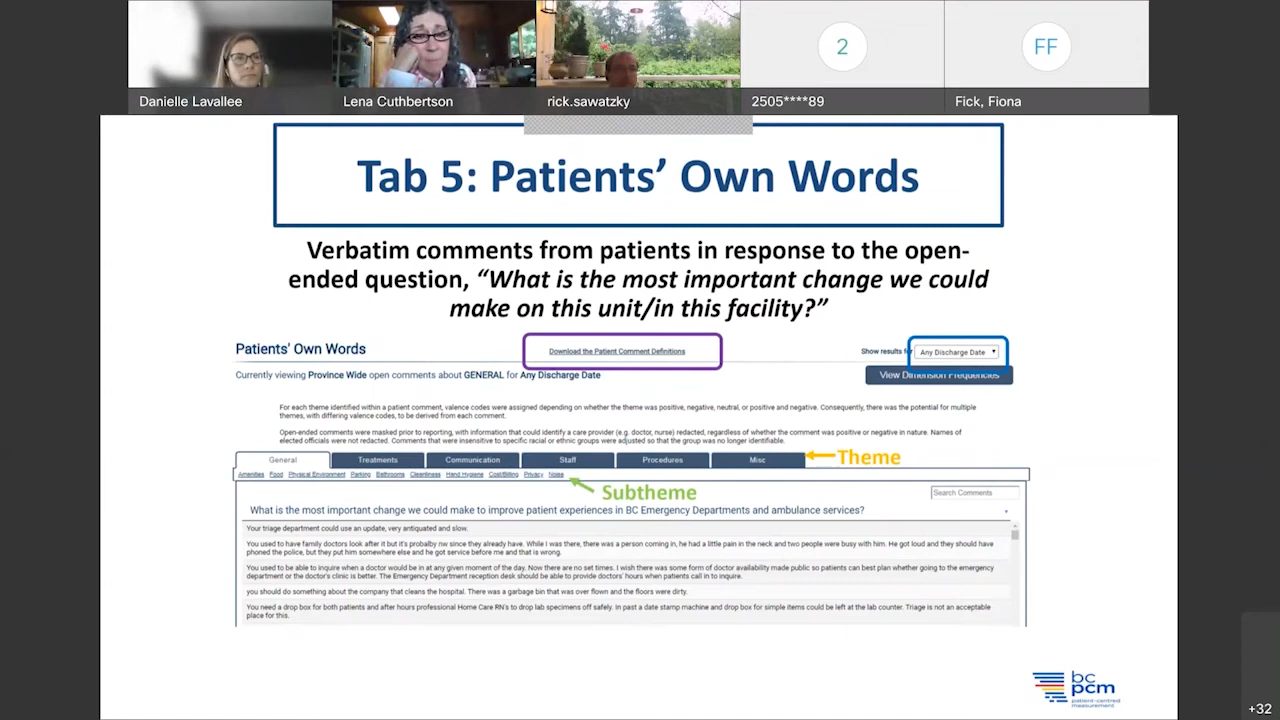 Danielle Lavallee
Lena Cuthbertson
rick.sawatzky
2
2505****89
FF
Fick, Fiona
Tab 5: Patients’ Own Words
Verbatim comments from patients in response to the open-
ended question, “What is the most important change we could
make on this unit/in this facility?”
Patients' Own Words
Download the Patient Comment Definitions
Show results for
Any Discharge Date
Currently viewing Province Wide open comments about GENERAL for Any Discharge Date
View Dimension Frequencies
For each theme identified within a patient comment, valence codes were assigned depending on whether the theme was positive, negative, neutral, or positive and negative. Consequently, there was the potential for multiple
themes, with differing valence codes, to be derived from each comment.
Open-ended comments were masked prior to reporting, with information that could identify a care provider (e.g. doctor, nurse) redacted, regardless of whether the comment was positive or negative in nature. Names of
elected officials were not redacted. Comments that were insensitive to specific racial or ethnic groups were adjusted so that the group was no longer identifiable.
General
Treatments
Communication
Staff
Procedures
Misc
Theme
Amenities Food Physical Environment Parking Bathrooms Cleanliness Hand Hygiene Cost/Billing Privacy Noise
Subtheme
Search Comments
What is the most important change we could make to improve patient experiences in BC Emergency Departments and ambulance services?
Your triage department could use an update, very antiquated and slow.
You used to have family doctors look after it but it's probalby nw since they already have. While I was there, there was a person coming in, he had a little pain in the neck and two people were busy with him. He got loud and they should have
phoned the police, but they put him somewhere else and he got service before me and that is wrong.
You used to be able to inquire when a doctor would be in at any given moment of the day. Now there are no set times. I wish there was some form of doctor availability made public so patients can best plan whether going to the emergency
department or the doctor's clinic is better. The Emergency Department reception desk should be able to provide doctors' hours when patients call in to inquire.
you should do something about the company that cleans the hospital. There was a garbage bin that was over flown and the floors were dirty.
You need a drop box for both patients and after hours professional Home Care RN's to drop lab specimens off safely. In past a date stamp machine and drop box for simple items could be left at the lab counter. Triage is not an acceptable
place for this.
bc
pcm
patient-centred
measurement
+32